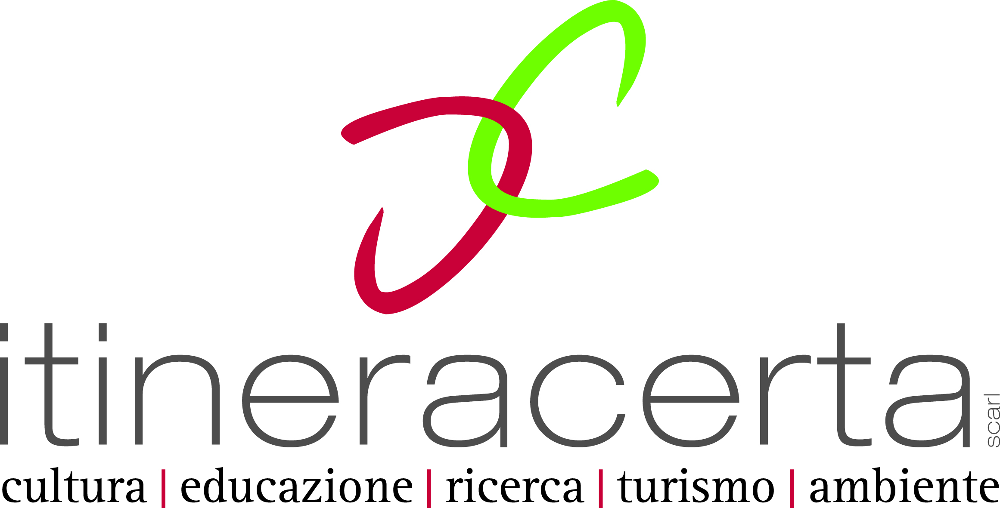 itineracerta
scarl
cultura | educazione | ricerca | turismo | ambiente